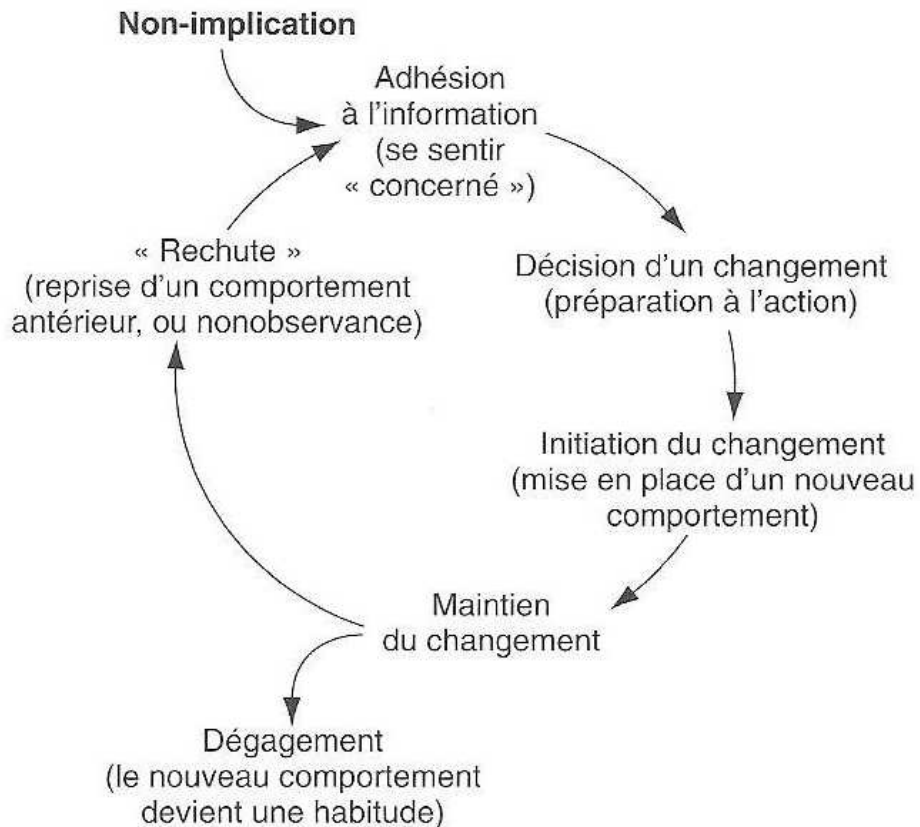 Non-implication
Adhésion
à l'information
(se sentir
« concerné »)
Décision d'un changement
(préparation à l'action)
Initiation du changement
(mise en place d'un nouveau
comportement)
Maintien
du changement
Dégagement
(le nouveau comportement
devient une habitude)
« Rechute »
(reprise d'un comportement
antérieur, ou nonobservance)